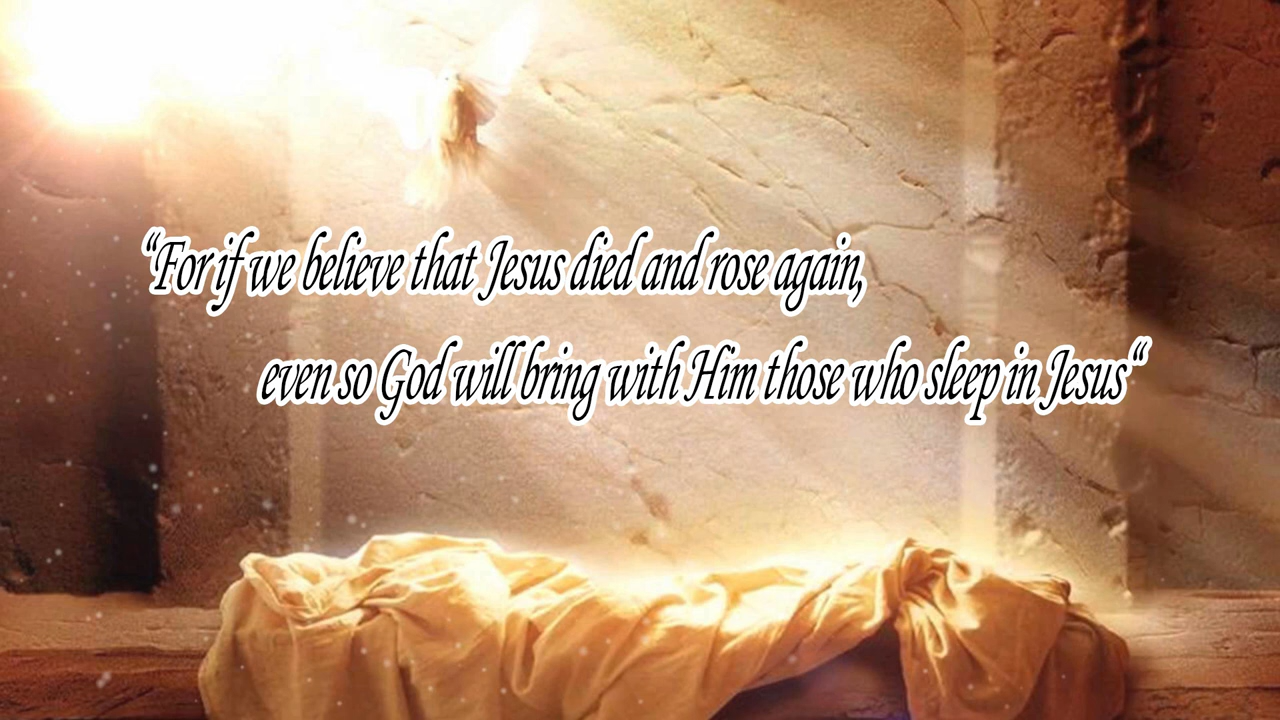 “For if we believe that Jesus died and rose again,
even so God will bring with Him those who sleep in Jesus“